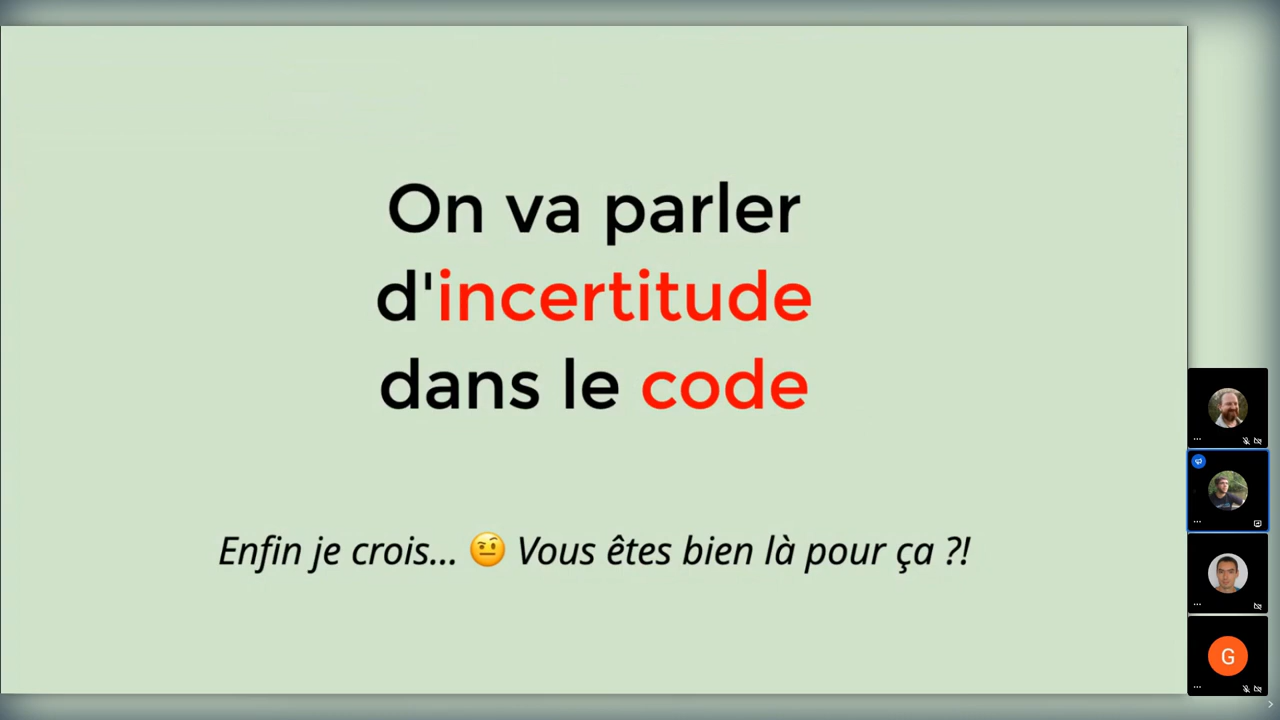 On va parler
d'incertitude
dans le code
Enfin je crois... 🤨 Vous êtes bien là pour ça ?!
G